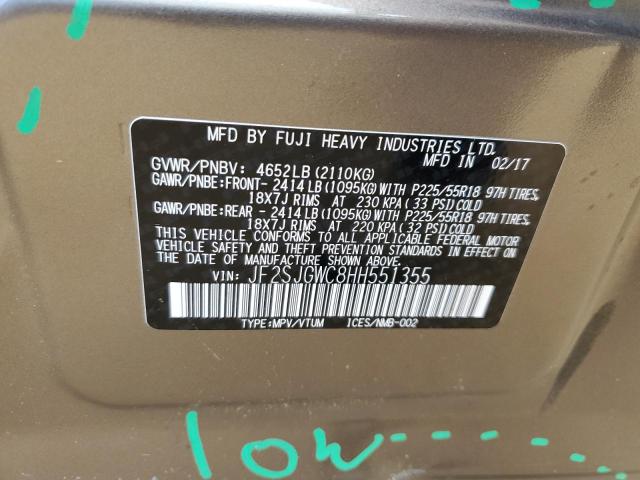 MFD BY FUJI HEAVY INDUSTRIES LTD.
MFD IN 02/17
GVWR/PNBV: 4652LB (2110KG)
GAWR/PNBE:FRONT- 2414LB (1095KG) WITH P225/55R18 97H TIRES,
18X7J RIMS AT 230 KPA (33 PSI) COLD
GAWR/PNBE:REAR - 2414LB (1095KG) WITH P225/55R18 97H TIRES,
18X7J RIMS AT 220 KPA (32 PSI) COLD
THIS VEHICLE CONFORMS TO ALL APPLICABLE FEDERAL MOTOR
VEHICLE SAFETY AND THEFT PREVENTION STANDARDS IN EFFECT ON
THE DATE OF MANUFACTURE SHOWN ABOVE.
VIN: JF2SJGWC8HH551355
TYPE:MPV/VTUM ICES/NMB-002
low